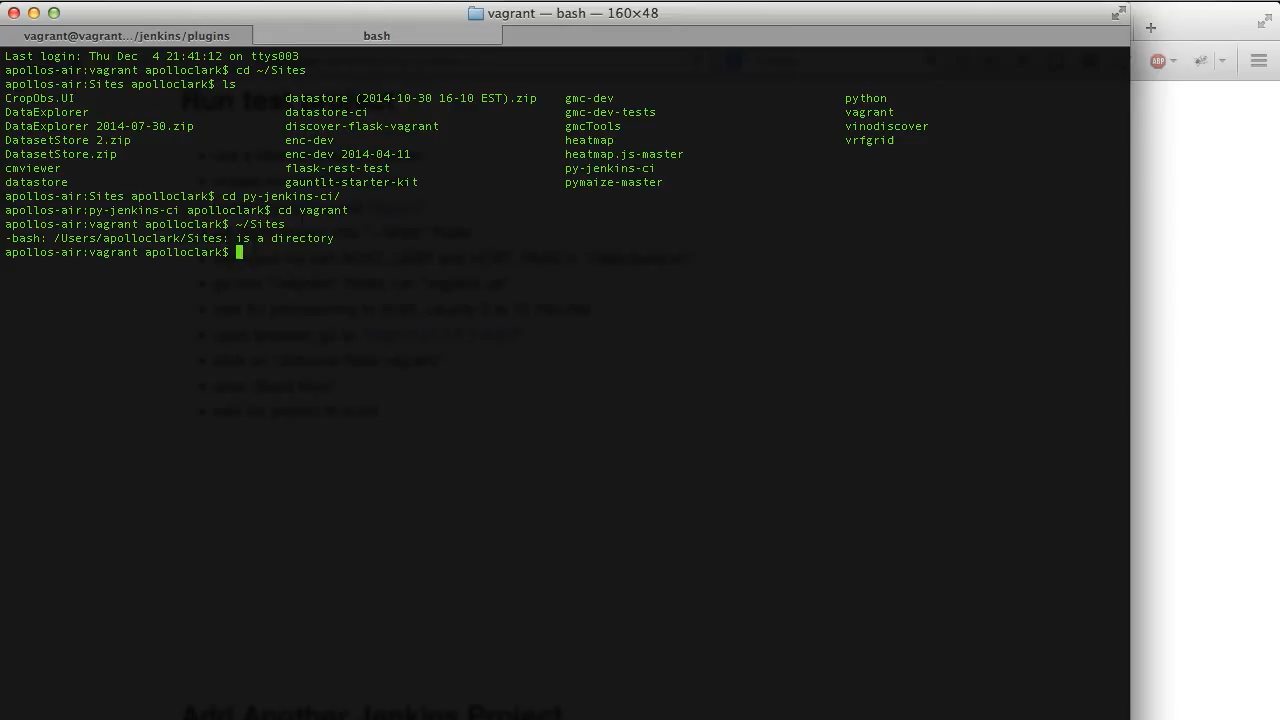 vagrant — bash — 160×48
vagrant@vagrant.../jenkins/plugins
bash
Last login: Thu Dec  4 21:41:12 on ttys003
apollos-air:vagrant apolloclark$ cd ~/Sites
apollos-air:Sites apolloclark$ ls
CropObs.UI datastore (2014-10-30 16-10 EST).zip gmc-dev python
DataExplorer datastore-ci gmc-dev-tests vagrant
DataExplorer 2014-07-30.zip discover-flask-vagrant gmcTools vinodiscover
DatasetStore 2.zip enc-dev heatmap vrfgrid
DatasetStore.zip enc-dev 2014-04-11 heatmap.js-master
cmviewer flask-rest-test py-jenkins-ci
datastore gauntlt-starter-kit pymaize-master
apollos-air:Sites apolloclark$ cd py-jenkins-ci/
apollos-air:py-jenkins-ci apolloclark$ cd vagrant
apollos-air:vagrant apolloclark$ ~/Sites
-bash: /Users/apolloclark/Sites: is a directory
apollos-air:vagrant apolloclark$
ABP
Add Another Jenkins Project